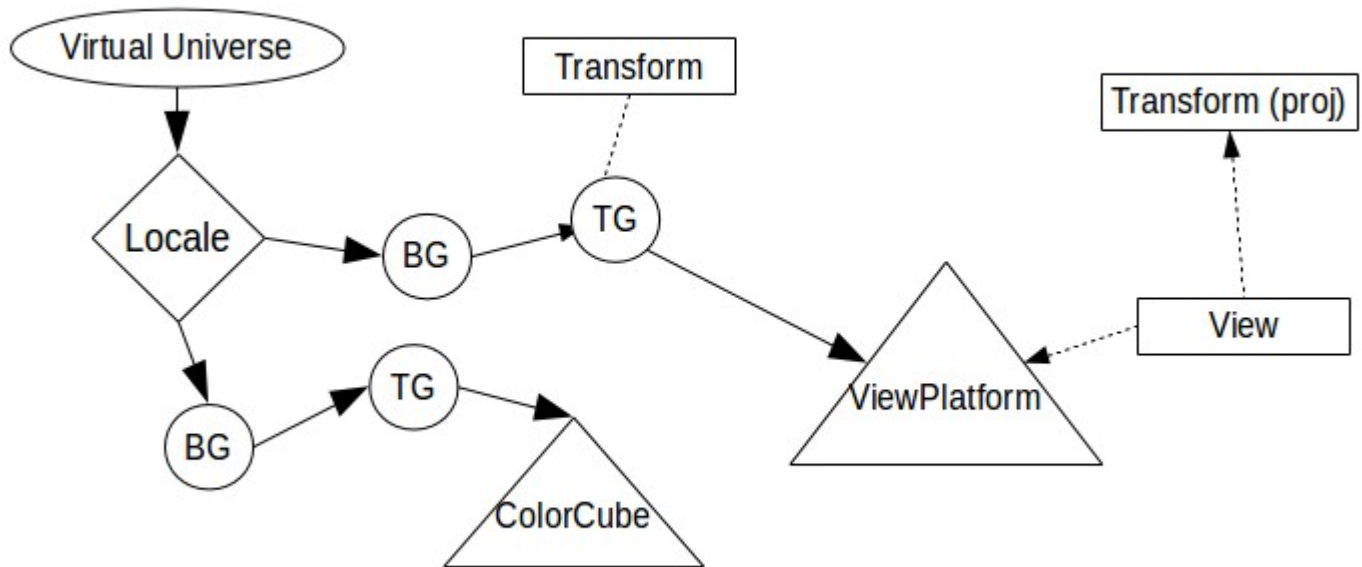 Virtual Universe
Transform
Transform (proj)
TG
Locale
BG
View
TG
ViewPlatform
BG
ColorCube